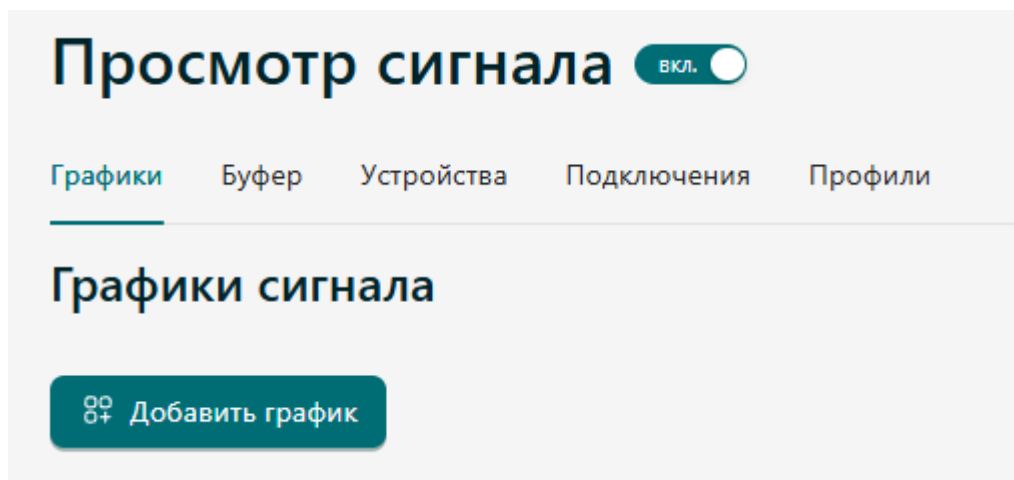 Просмотр сигнала вкл.
Графики Буфер Устройства Подключения Профили
Графики сигнала
Добавить график